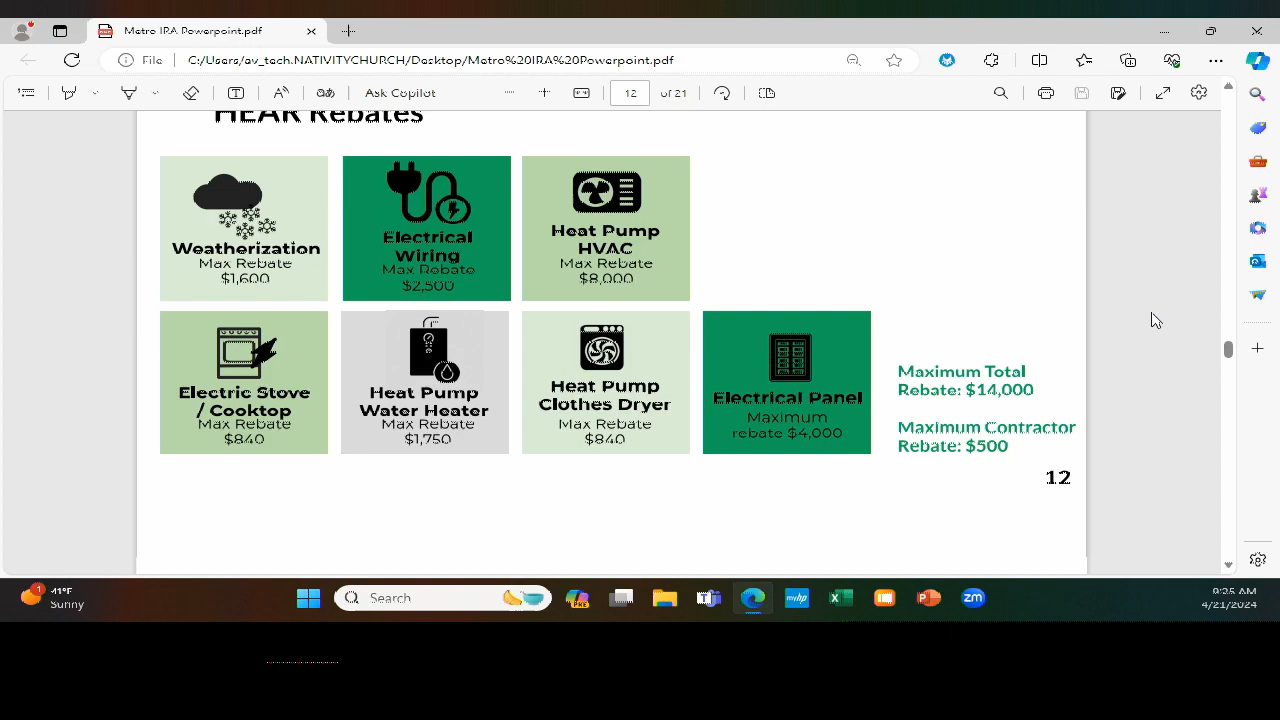 Metro IRA Powerpoint.pdf
File
C:/Users/av_tech.NATIVITYCHURCH/Desktop/Metro%20IRA%20Powerpoint.pdf
Ask Copilot
12
of 21
HEAR Rebates
Weatherization
Max Rebate
$1,600
Electrical
Wiring
Max Rebate
$2,500
Heat Pump
HVAC
Max Rebate
$8,000
Electric Stove
/ Cooktop
Max Rebate
$840
Heat Pump
Water Heater
Max Rebate
$1,750
Heat Pump
Clothes Dryer
Max Rebate
$840
Electrical Panel
Maximum
rebate $4,000
Maximum Total
Rebate: $14,000
Maximum Contractor
Rebate: $500
12
1
41°F
Sunny
Search
PRE
myhp
zm
4/21/2024